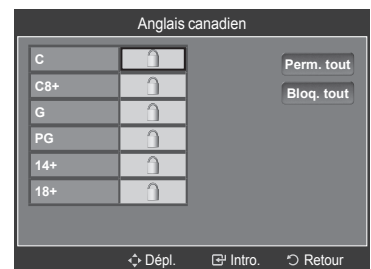 Anglais canadien
C
Perm. tout
C8+
Bloq. tout
G
PG
14+
18+
Dépl. Intro. Retour